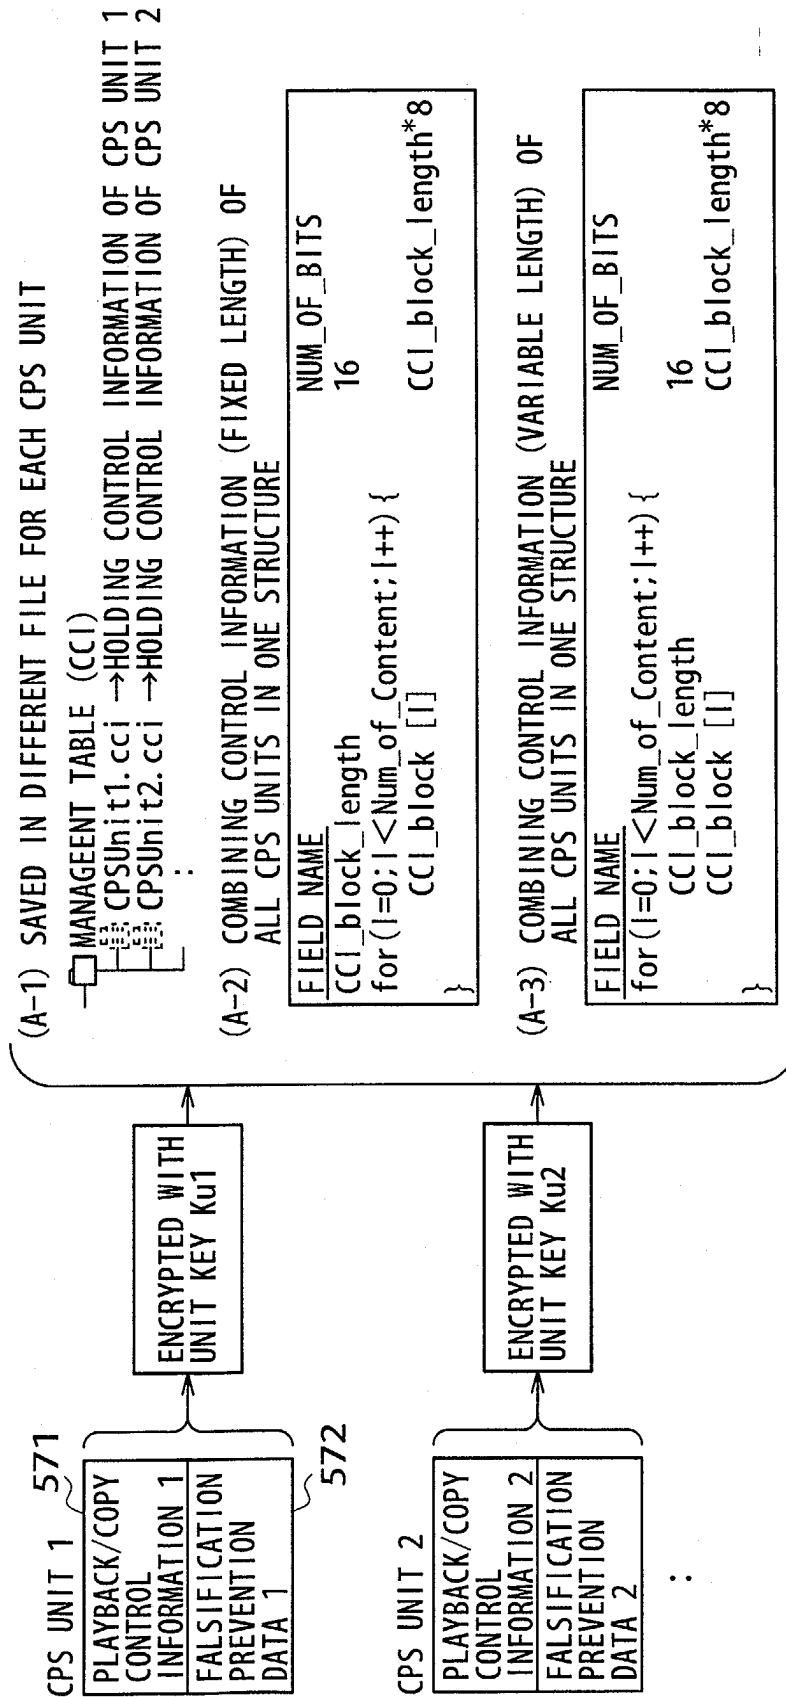 CPS UNIT 1
571
PLAYBACK/COPY
CONTROL
INFORMATION 1
FALSIFICATION
PREVENTION
DATA 1
572
ENCRYPTED WITH
UNIT KEY Ku1
CPS UNIT 2
PLAYBACK/COPY
CONTROL
INFORMATION 2
FALSIFICATION
PREVENTION
DATA 2
:
ENCRYPTED WITH
UNIT KEY Ku2
(A-1) SAVED IN DIFFERENT FILE FOR EACH CPS UNIT
MANAGEENT TABLE (CCI)
CPSUnit1.cci →HOLDING CONTROL INFORMATION OF CPS UNIT 1
CPSUnit2.cci →HOLDING CONTROL INFORMATION OF CPS UNIT 2
:
(A-2) COMBINING CONTROL INFORMATION (FIXED LENGTH) OF
ALL CPS UNITS IN ONE STRUCTURE
FIELD NAME NUM_OF_BITS
CCI_block_length 16
for(I=0;I<Num_of_Content;I++){
CCI_block [I] CCI_block_length*8
}
(A-3) COMBINING CONTROL INFORMATION (VARIABLE LENGTH) OF
ALL CPS UNITS IN ONE STRUCTURE
FIELD NAME NUM_OF_BITS
for(I=0;I<Num_of_Content;I++){
CCI_block_length 16
CCI_block [I] CCI_block_length*8
}